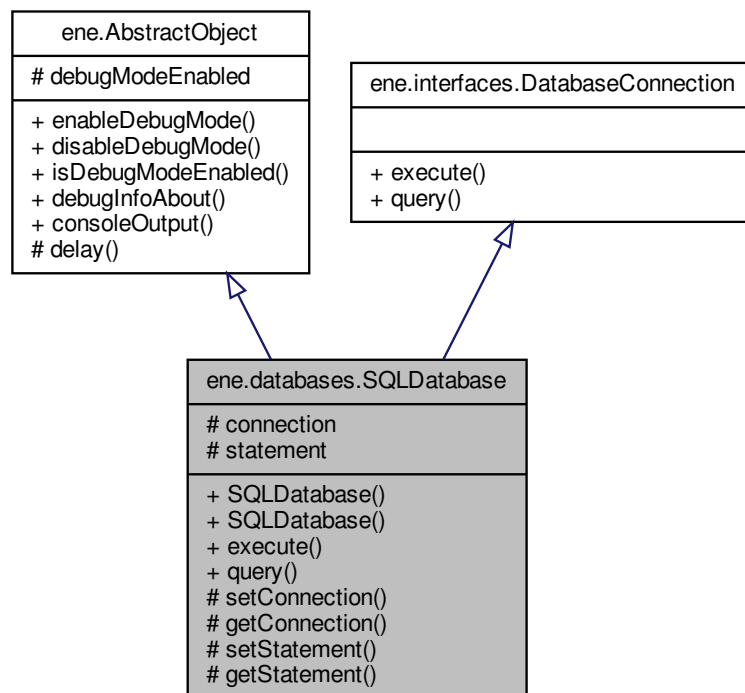 ene.AbstractObject
# debugModeEnabled
+ enableDebugMode()
+ disableDebugMode()
+ isDebugModeEnabled()
+ debugInfoAbout()
+ consoleOutput()
# delay()
ene.interfaces.DatabaseConnection
+ execute()
+ query()
ene.databases.SQLDatabase
# connection
# statement
+ SQLDatabase()
+ SQLDatabase()
+ execute()
+ query()
# setConnection()
# getConnection()
# setStatement()
# getStatement()